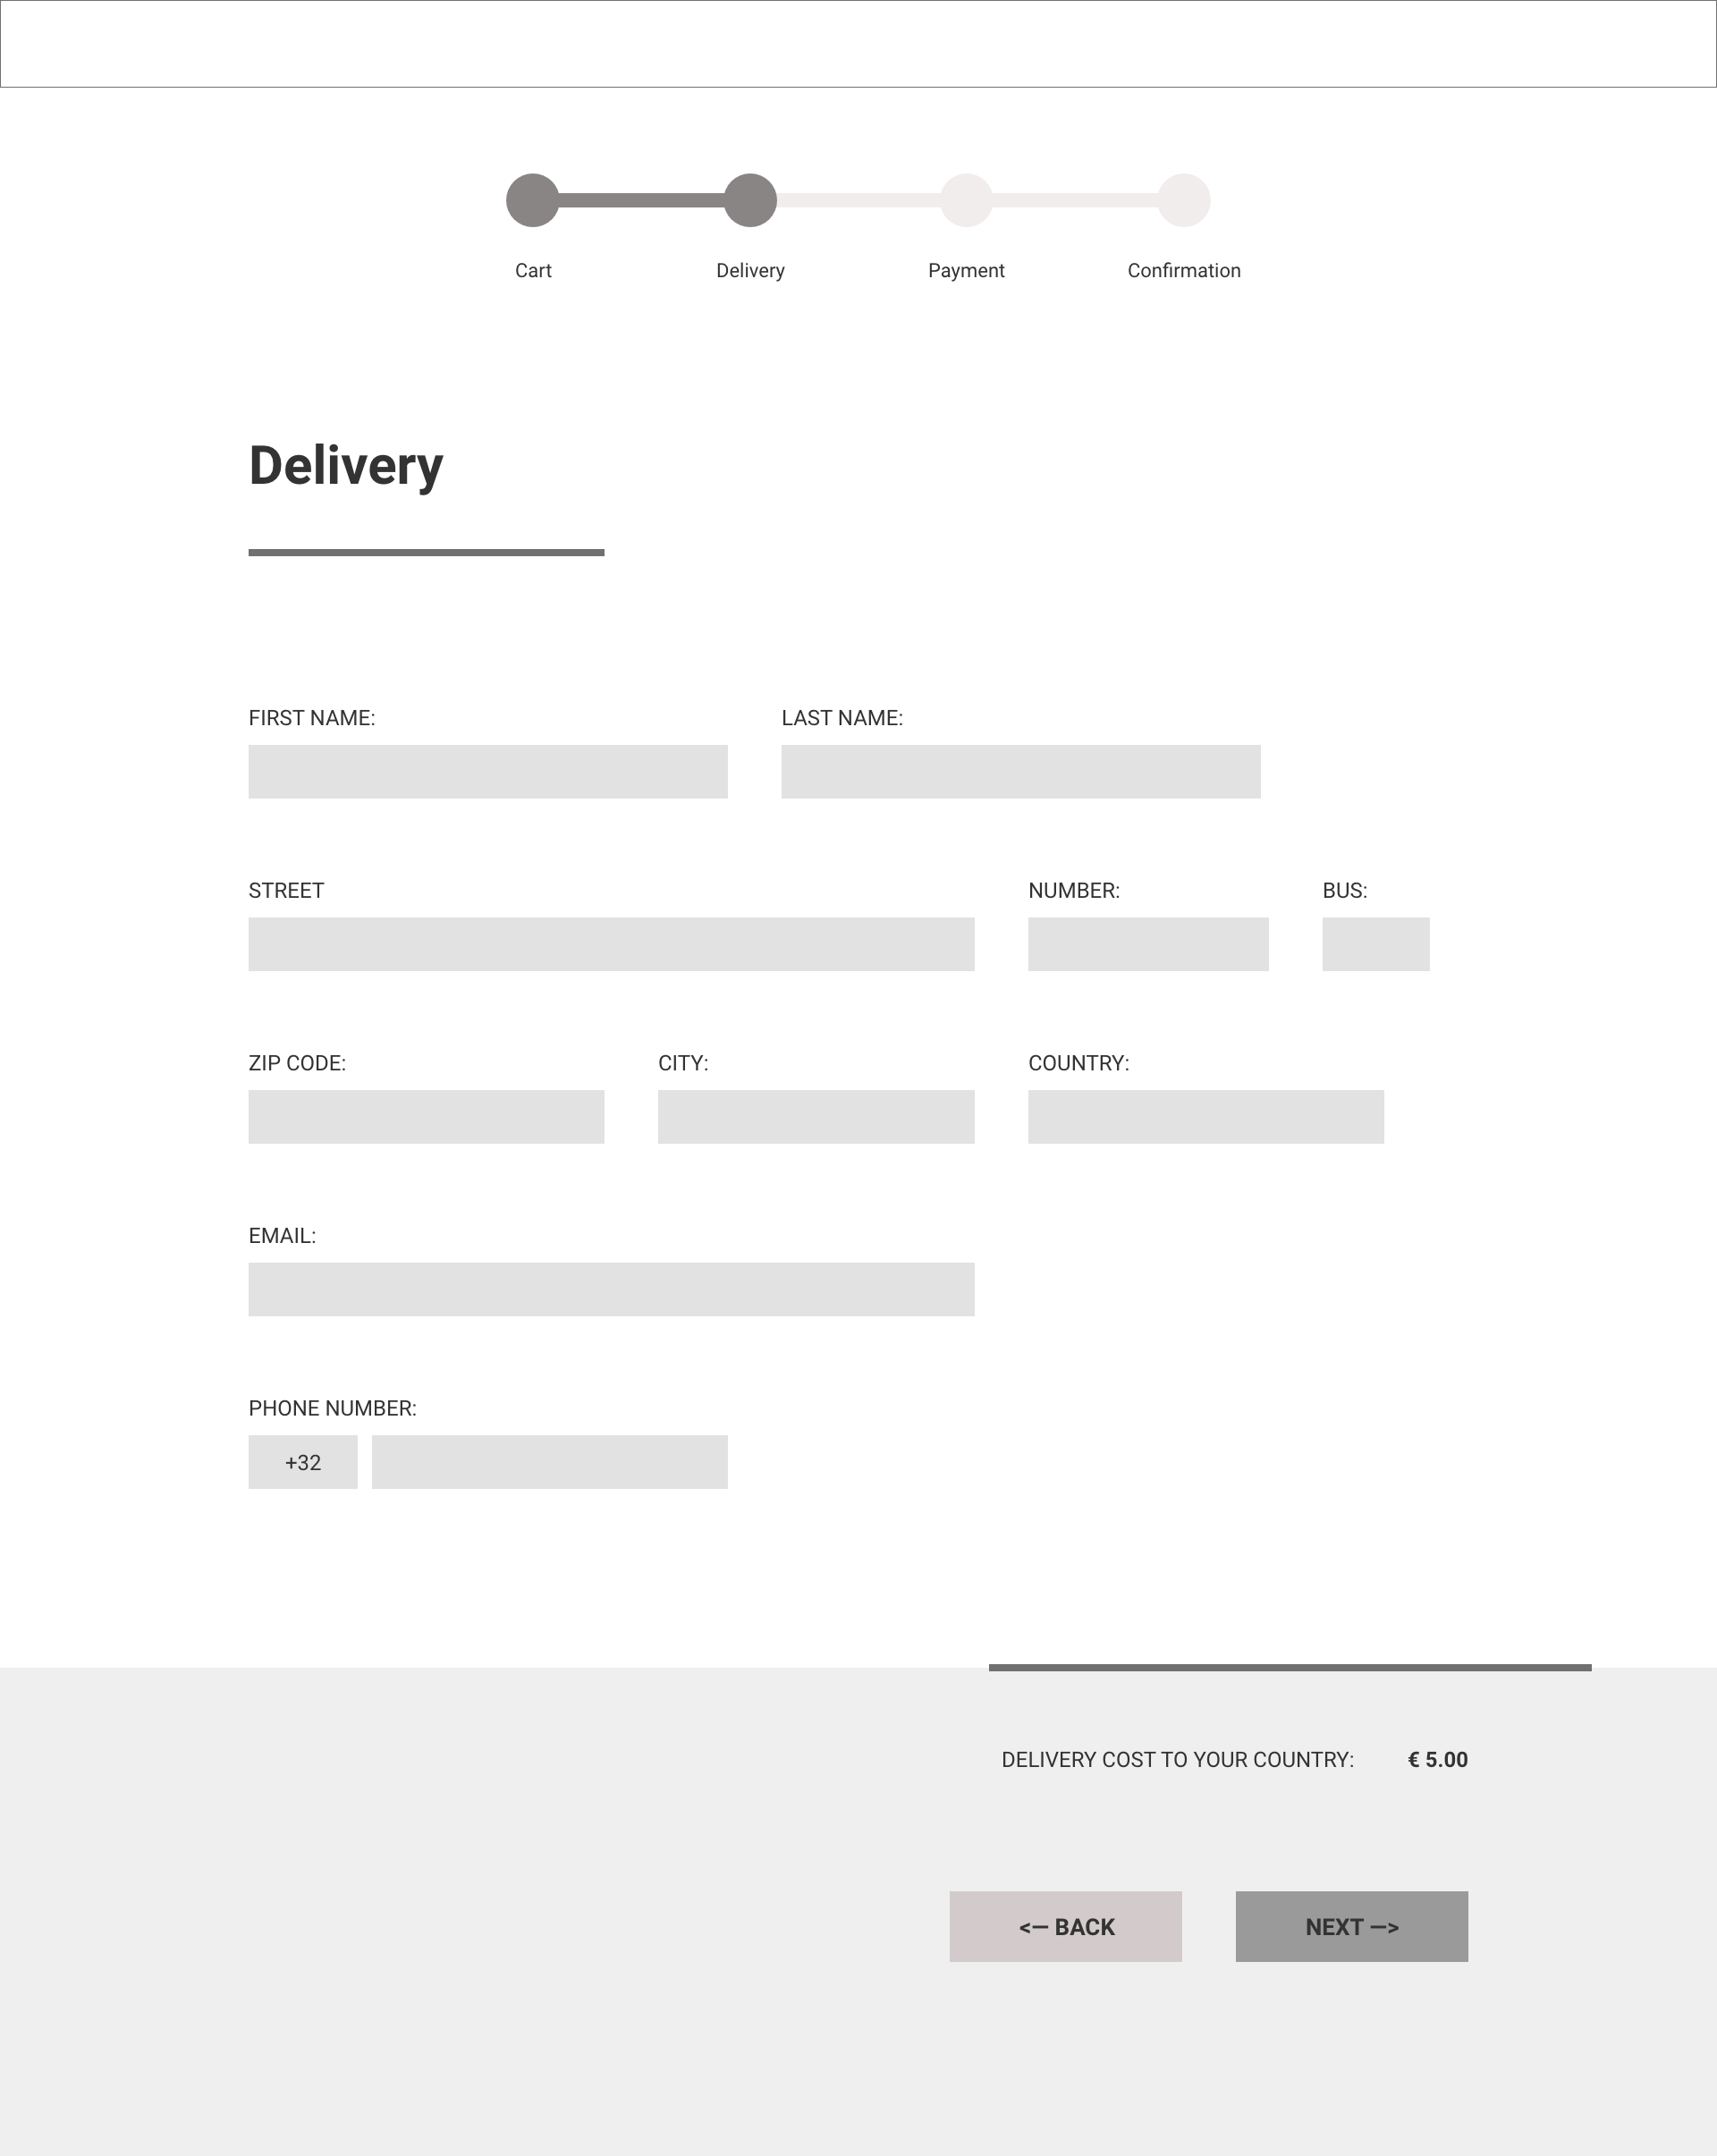 Cart Delivery Payment Confirmation
Delivery
FIRST NAME: LAST NAME:
STREET NUMBER: BUS:
ZIP CODE: CITY: COUNTRY:
EMAIL:
PHONE NUMBER:
+32
DELIVERY COST TO YOUR COUNTRY: € 5.00
<— BACK NEXT —>